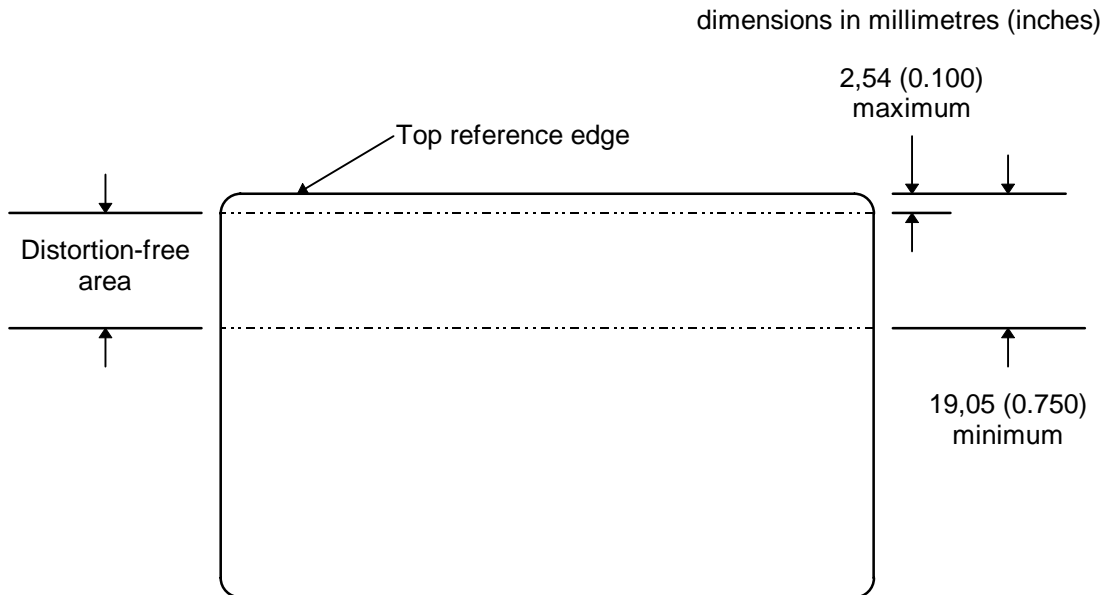 dimensions in millimetres (inches)
2,54 (0.100)
maximum
Top reference edge
Distortion-free
area
19,05 (0.750)
minimum